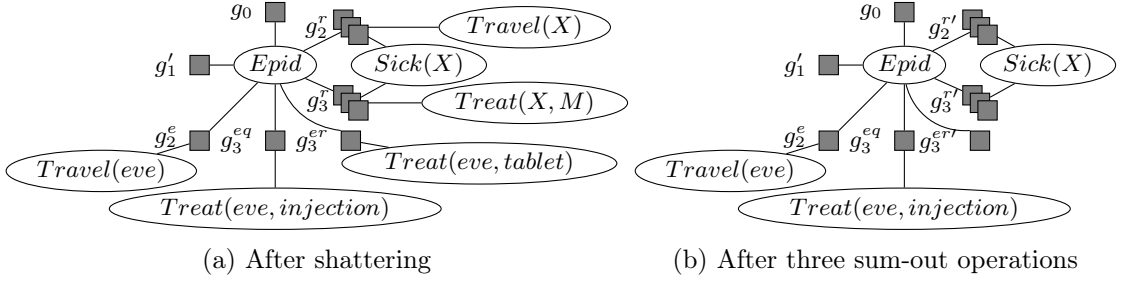 g₀
g₂ʳ
Travel(X)
g′₁
Epid
Sick(X)
g₃ʳ
Treat(X, M)
g₂ᵉ
g₃ᵉq
g₃ᵉʳ
Travel(eve)
Treat(eve, tablet)
Treat(eve, injection)
(a) After shattering
g₀
g₂ʳ′
g′₁
Epid
Sick(X)
g₃ʳ′
g₂ᵉ
g₃ᵉq
g₃ᵉʳ′
Travel(eve)
Treat(eve, injection)
(b) After three sum-out operations